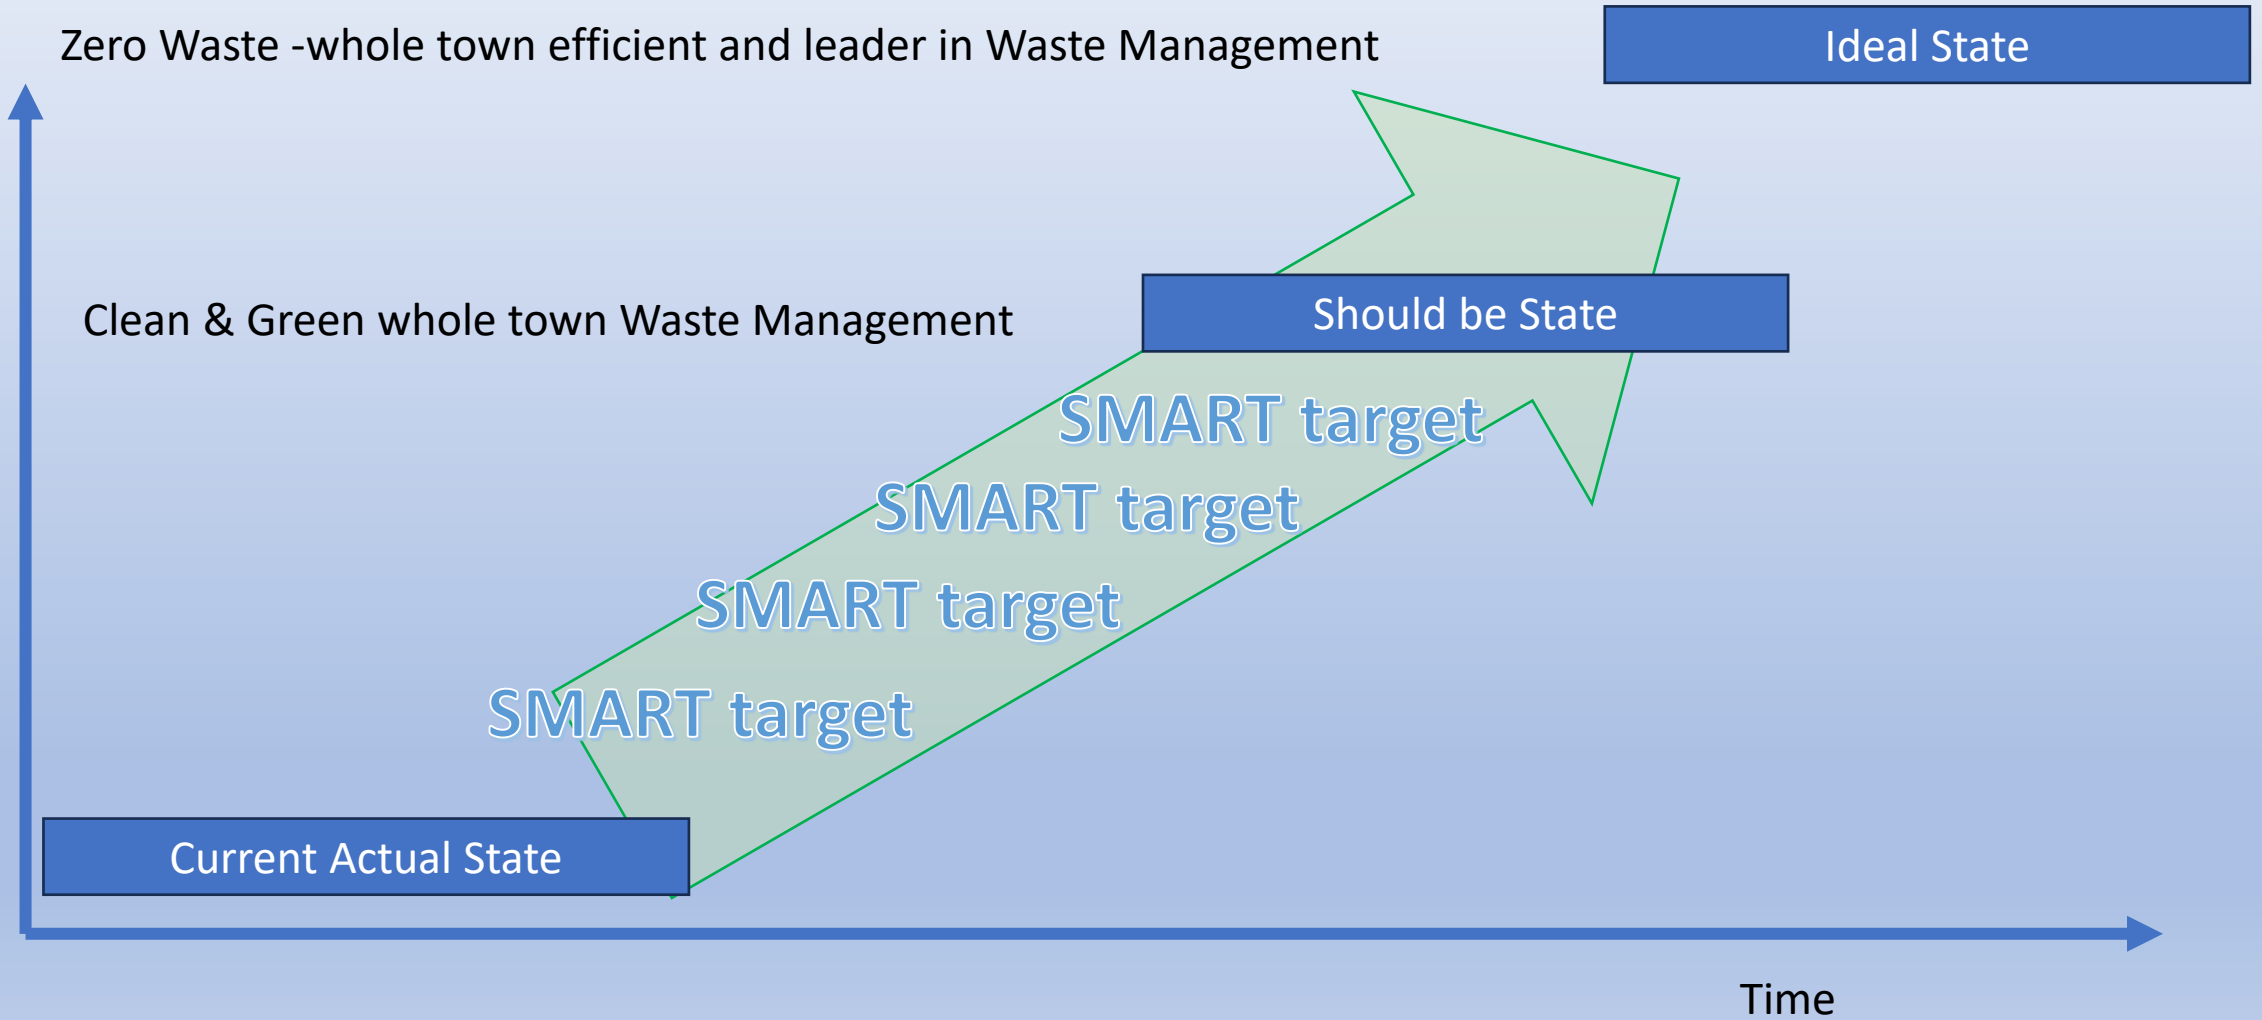 Zero Waste -whole town efficient and leader in Waste Management
Ideal State
Clean & Green whole town Waste Management
Should be State
SMART target
SMART target
SMART target
SMART target
Current Actual State
Time